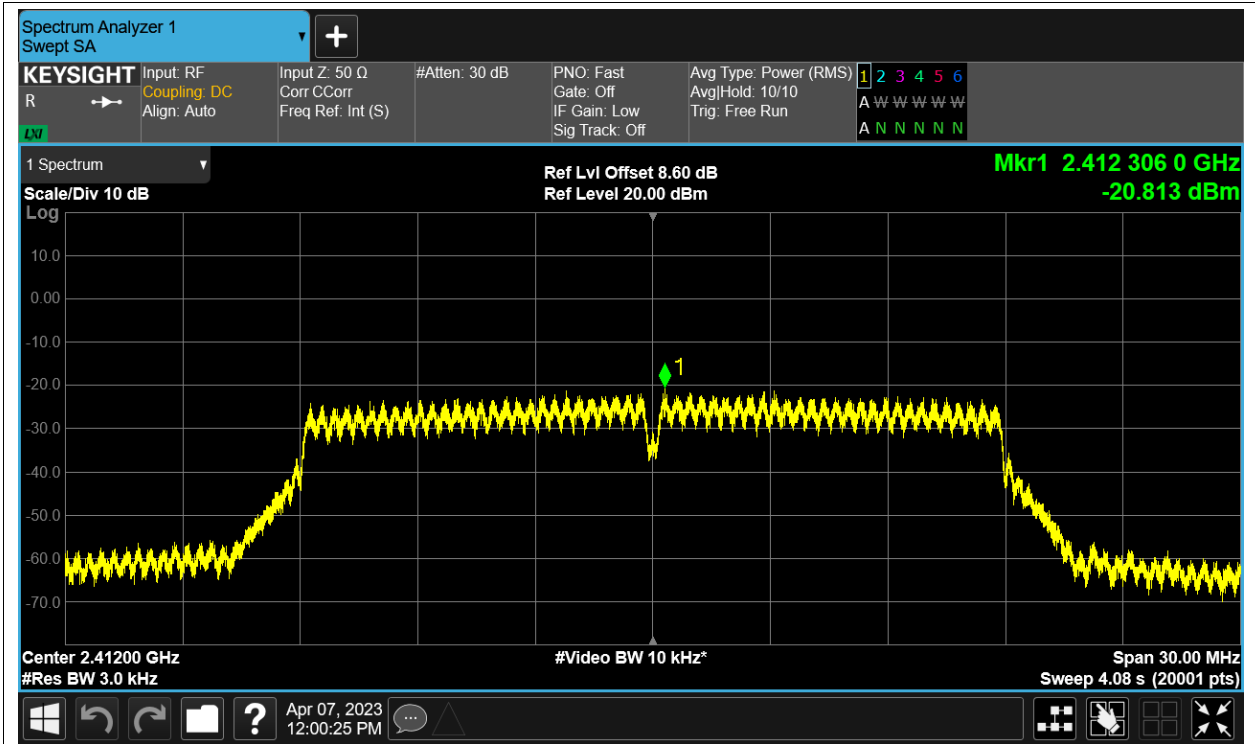 Spectrum Analyzer 1
Swept SA
+
KEYSIGHT
R
LXI
Input: RF
Coupling: DC
Align: Auto
Input Z: 50 Ω
Corr CCorr
Freq Ref: Int (S)
#Atten: 30 dB
PNO: Fast
Gate: Off
IF Gain: Low
Sig Track: Off
Avg Type: Power (RMS)
Avg|Hold: 10/10
Trig: Free Run
1 2 3 4 5 6
A W W W W W
A N N N N N
1 Spectrum
Scale/Div 10 dB
Log
Ref Lvl Offset 8.60 dB
Ref Level 20.00 dBm
Mkr1 2.412 306 0 GHz
-20.813 dBm
10.0
0.00
-10.0
-20.0
-30.0
-40.0
-50.0
-60.0
-70.0
1
Center 2.41200 GHz
#Res BW 3.0 kHz
#Video BW 10 kHz*
Span 30.00 MHz
Sweep 4.08 s (20001 pts)
?
Apr 07, 2023
12:00:25 PM